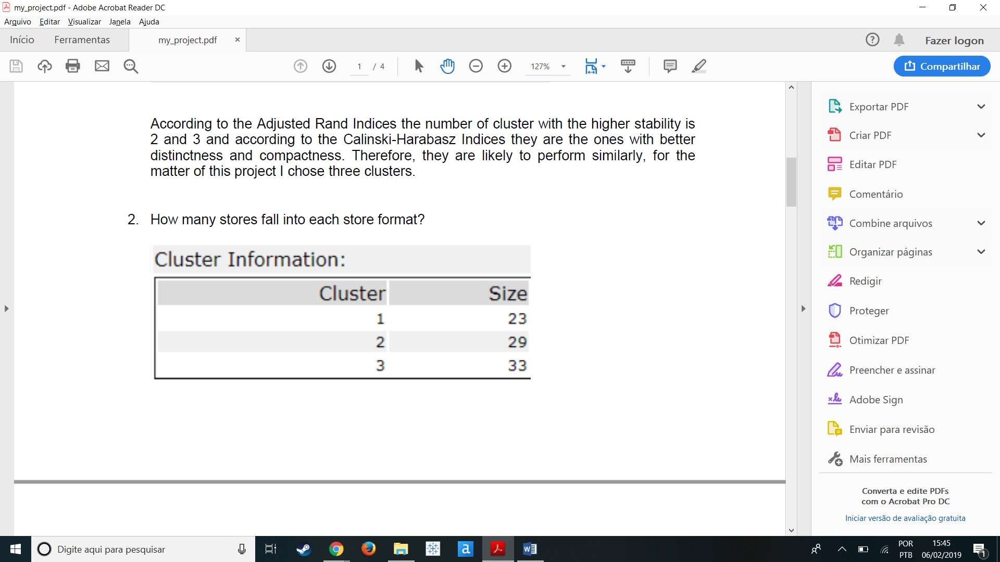 my_project.pdf - Adobe Acrobat Reader DC
Arquivo Editar Visualizar Janela Ajuda
Início Ferramentas my_project.pdf × Fazer logon
1 / 4 127% Compartilhar
According to the Adjusted Rand Indices the number of cluster with the higher stability is
2 and 3 and according to the Calinski-Harabasz Indices they are the ones with better
distinctness and compactness. Therefore, they are likely to perform similarly, for the
matter of this project I chose three clusters.
2. How many stores fall into each store format?
Cluster Information:
Cluster Size
1 23
2 29
3 33
Exportar PDF
Criar PDF
Editar PDF
Comentário
Combine arquivos
Organizar páginas
Redigir
Proteger
Otimizar PDF
Preencher e assinar
Adobe Sign
Enviar para revisão
Mais ferramentas
Converta e edite PDFs
com o Acrobat Pro DC
Iniciar versão de avaliação gratuita
Digite aqui para pesquisar
POR
PTB
15:45
06/02/2019
1